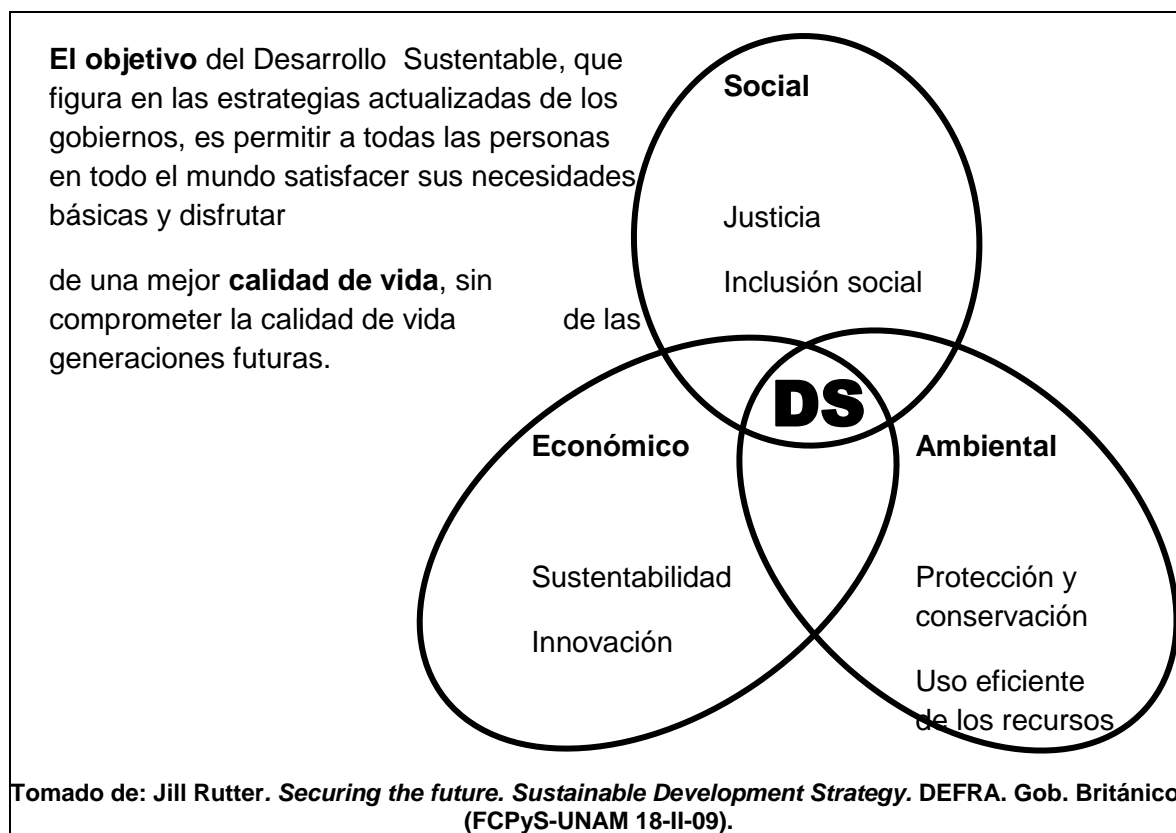 El objetivo del Desarrollo Sustentable, que
figura en las estrategias actualizadas de los
gobiernos, es permitir a todas las personas
en todo el mundo satisfacer sus necesidades
básicas y disfrutar
de una mejor calidad de vida, sin
comprometer la calidad de vida de las
generaciones futuras.
Social
Justicia
Inclusión social
DS
Económico
Sustentabilidad
Innovación
Ambiental
Protección y
conservación
Uso eficiente
de los recursos
Tomado de: Jill Rutter. Securing the future. Sustainable Development Strategy. DEFRA. Gob. Británico
(FCPyS-UNAM 18-II-09).